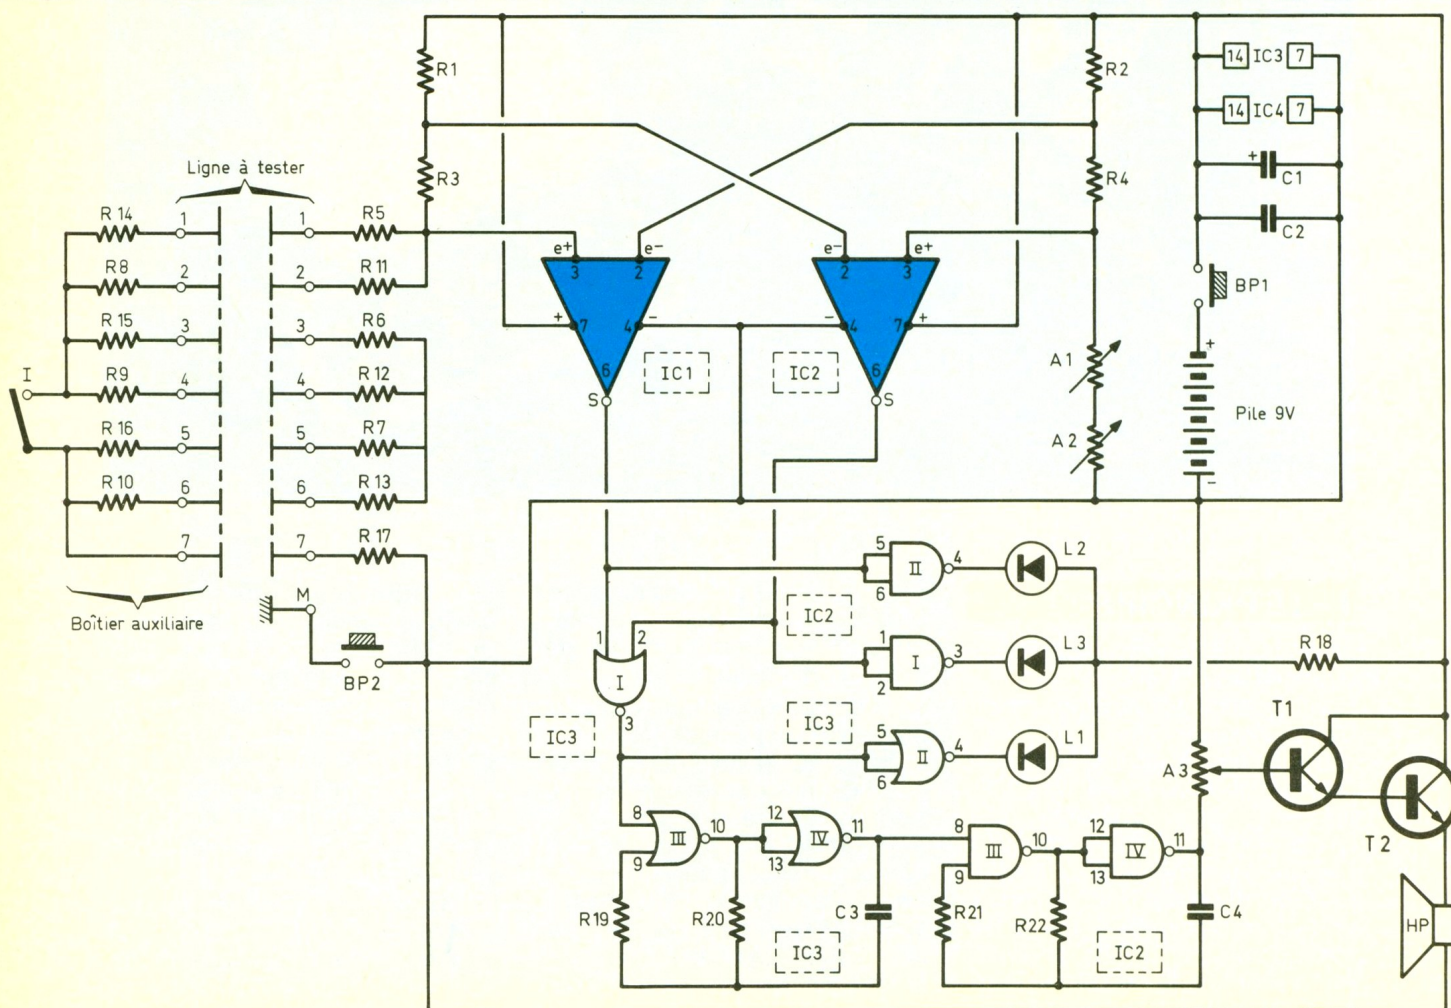 R1
R2
14 IC3 7
14 IC4 7
Ligne à tester
R3
R4
+
C1
R14 1 1 R5
C2
e+ e- e- e+
3 2 2 3
R8 2 2 R11
BP1
R15 3 3 R6
+ 7 4 - - 4 7 +
+
I
R9 4 4 R12
6 IC1 IC2 6
A1
S S
Pile 9V
R16 5 5 R7
A2
R10 6 6 R13
-
7 7 R17
5 II 4 L2
6
M
Boîtier auxiliaire
IC2
BP2
1 2
1 I 3 L3
2
R18
I
3
IC3
IC3
T1
5 II 4 L1
6
A3
8 III 10 12 IV 11
9 13
8 III 10 12 IV 11
9 13
T2
R19 R20 C3 R21 R22 C4
IC3 IC2
HP